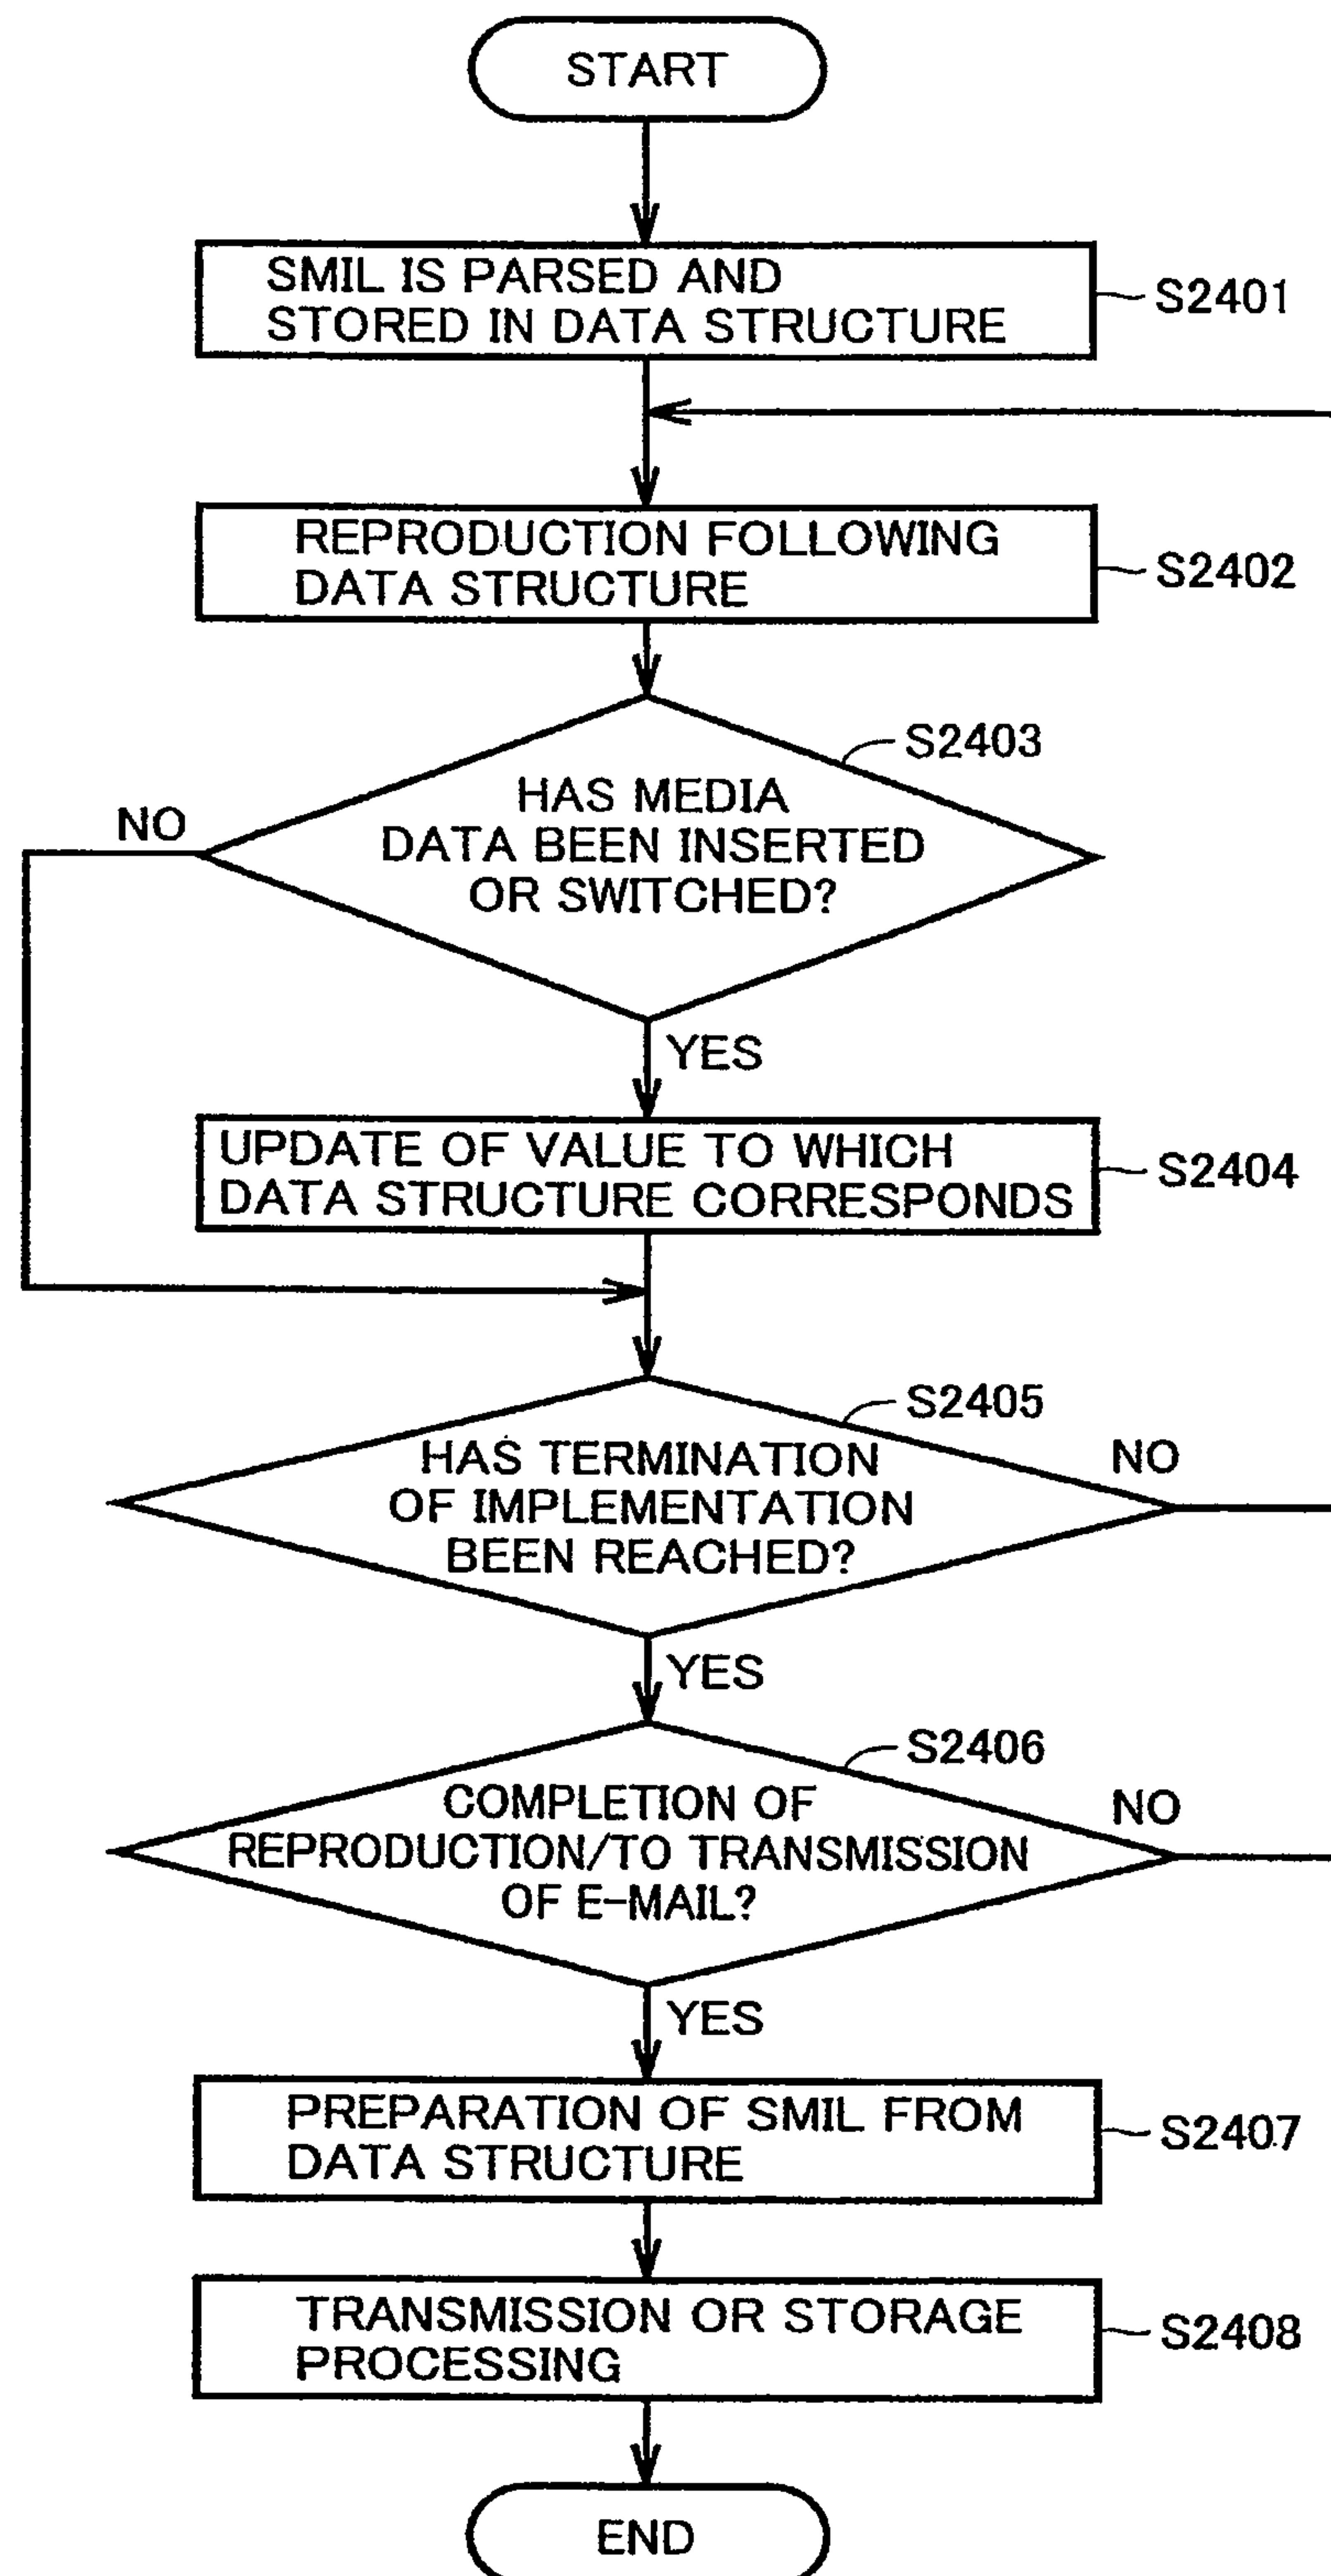 START
SMIL IS PARSED AND
STORED IN DATA STRUCTURE
S2401
REPRODUCTION FOLLOWING
DATA STRUCTURE
S2402
S2403
HAS MEDIA
DATA BEEN INSERTED
OR SWITCHED?
NO
YES
UPDATE OF VALUE TO WHICH
DATA STRUCTURE CORRESPONDS
S2404
S2405
HAS TERMINATION
OF IMPLEMENTATION
BEEN REACHED?
NO
YES
S2406
COMPLETION OF
REPRODUCTION/TO TRANSMISSION
OF E-MAIL?
NO
YES
PREPARATION OF SMIL FROM
DATA STRUCTURE
S2407
TRANSMISSION OR STORAGE
PROCESSING
S2408
END